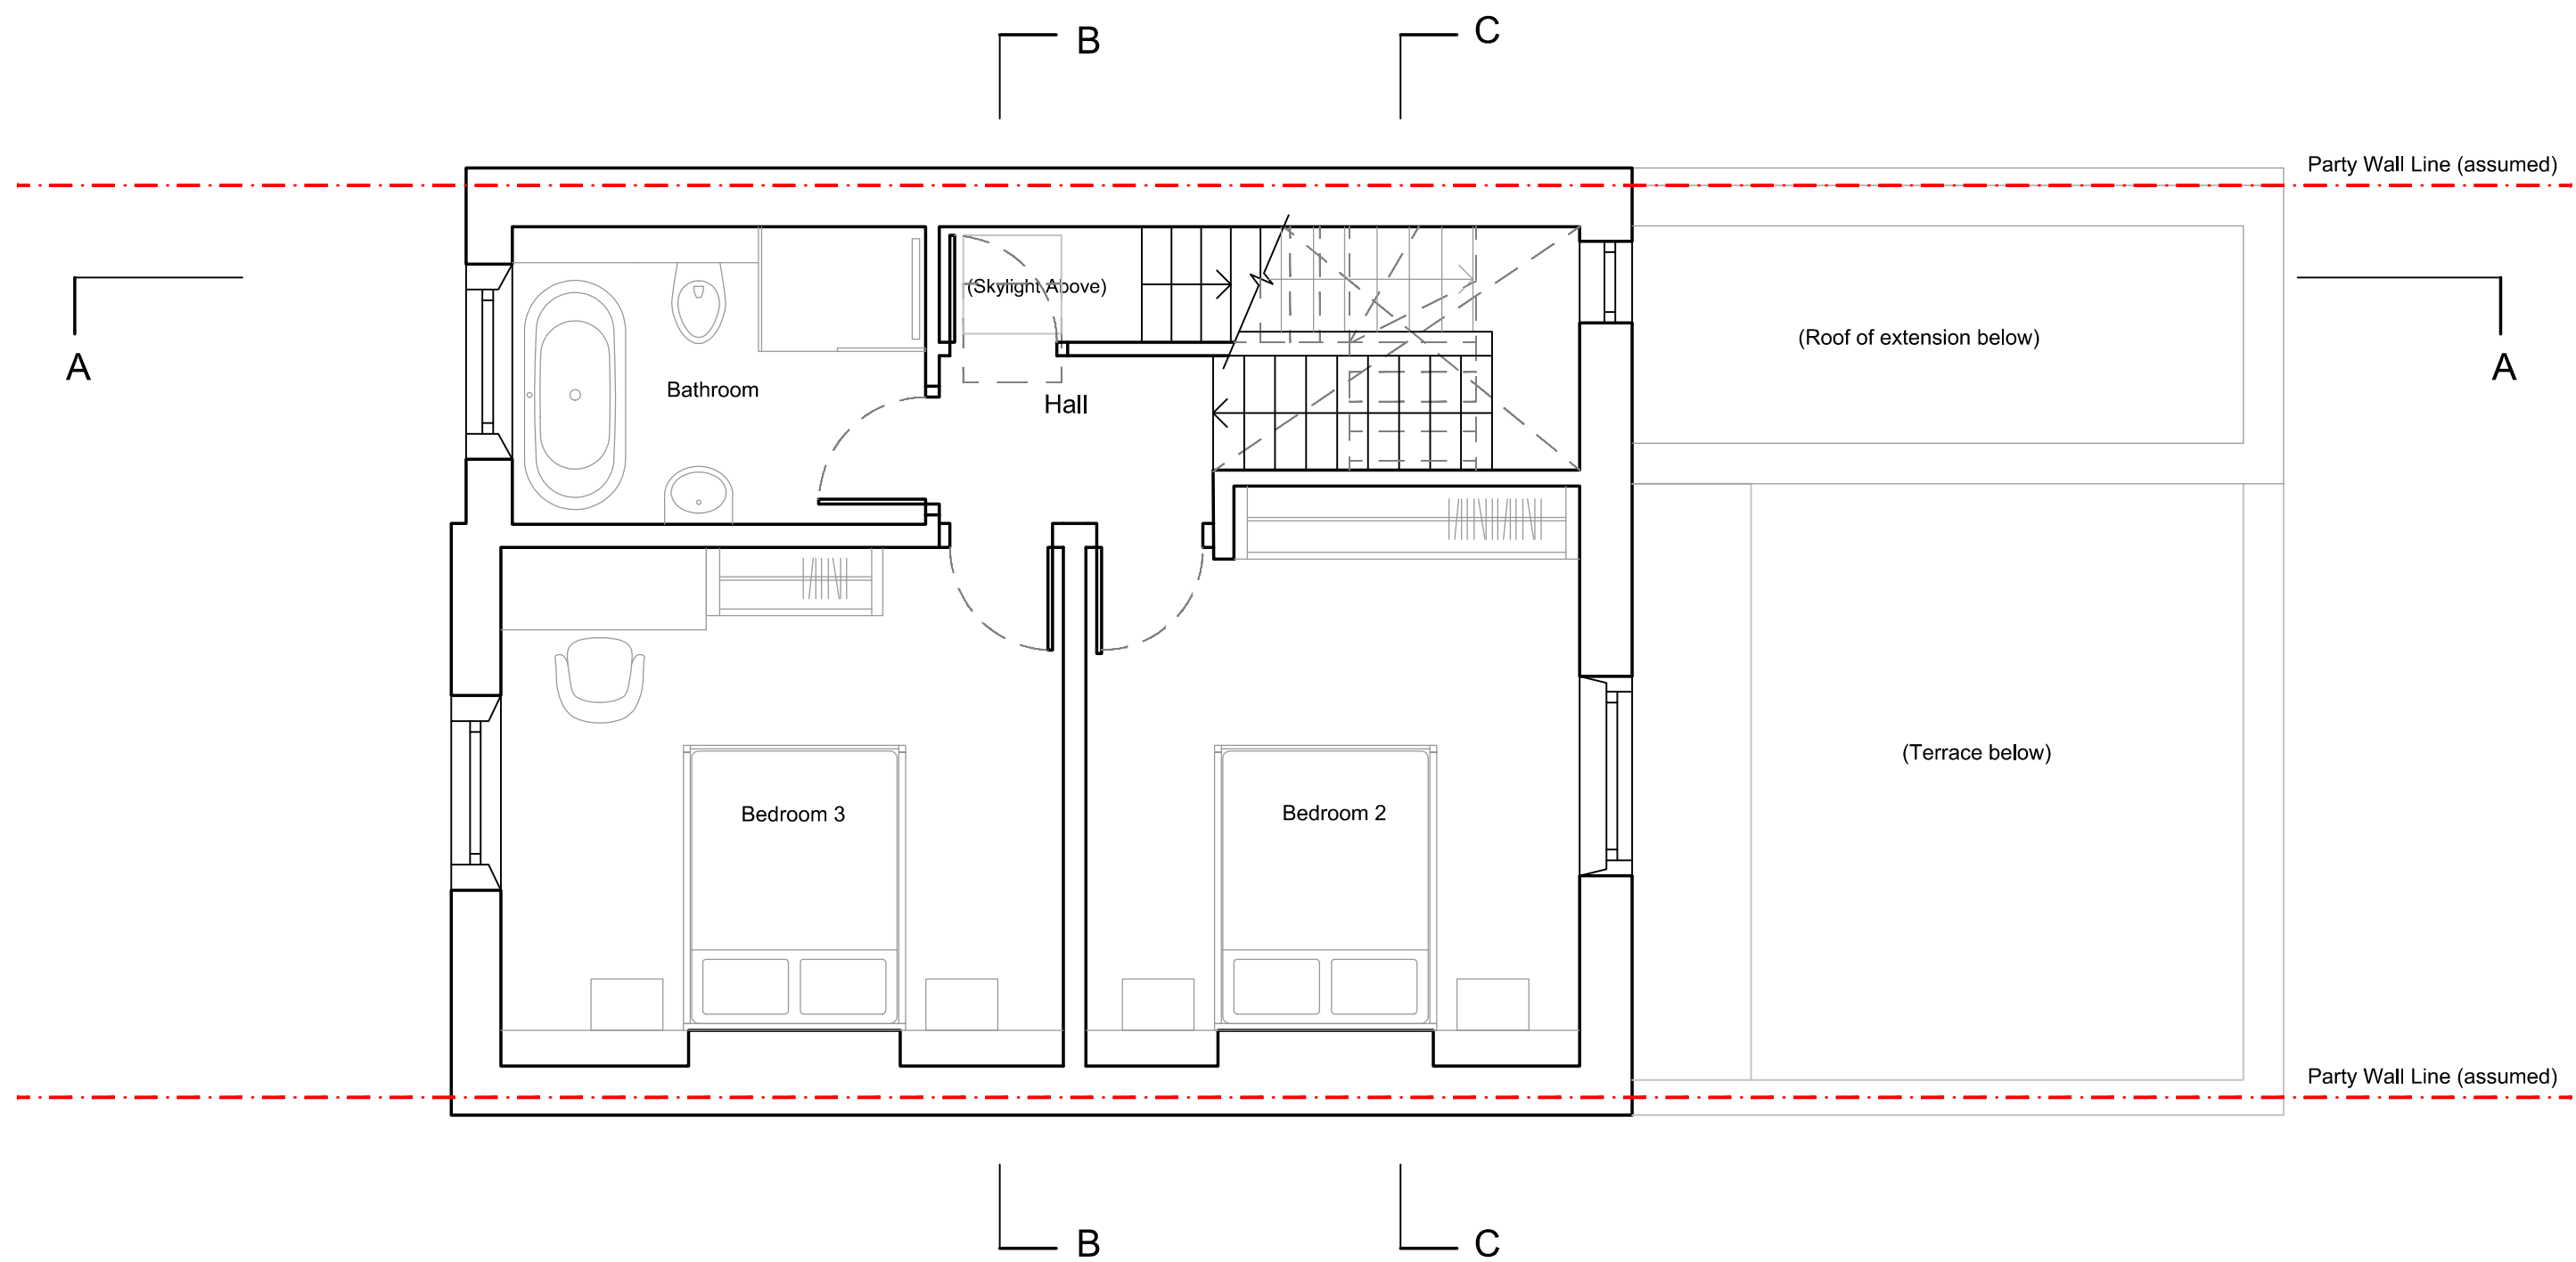 B
C
Party Wall Line (assumed)
(Skylight Above)
(Roof of extension below)
A
A
Bathroom
Hall
(Terrace below)
Bedroom 3
Bedroom 2
Party Wall Line (assumed)
B
C